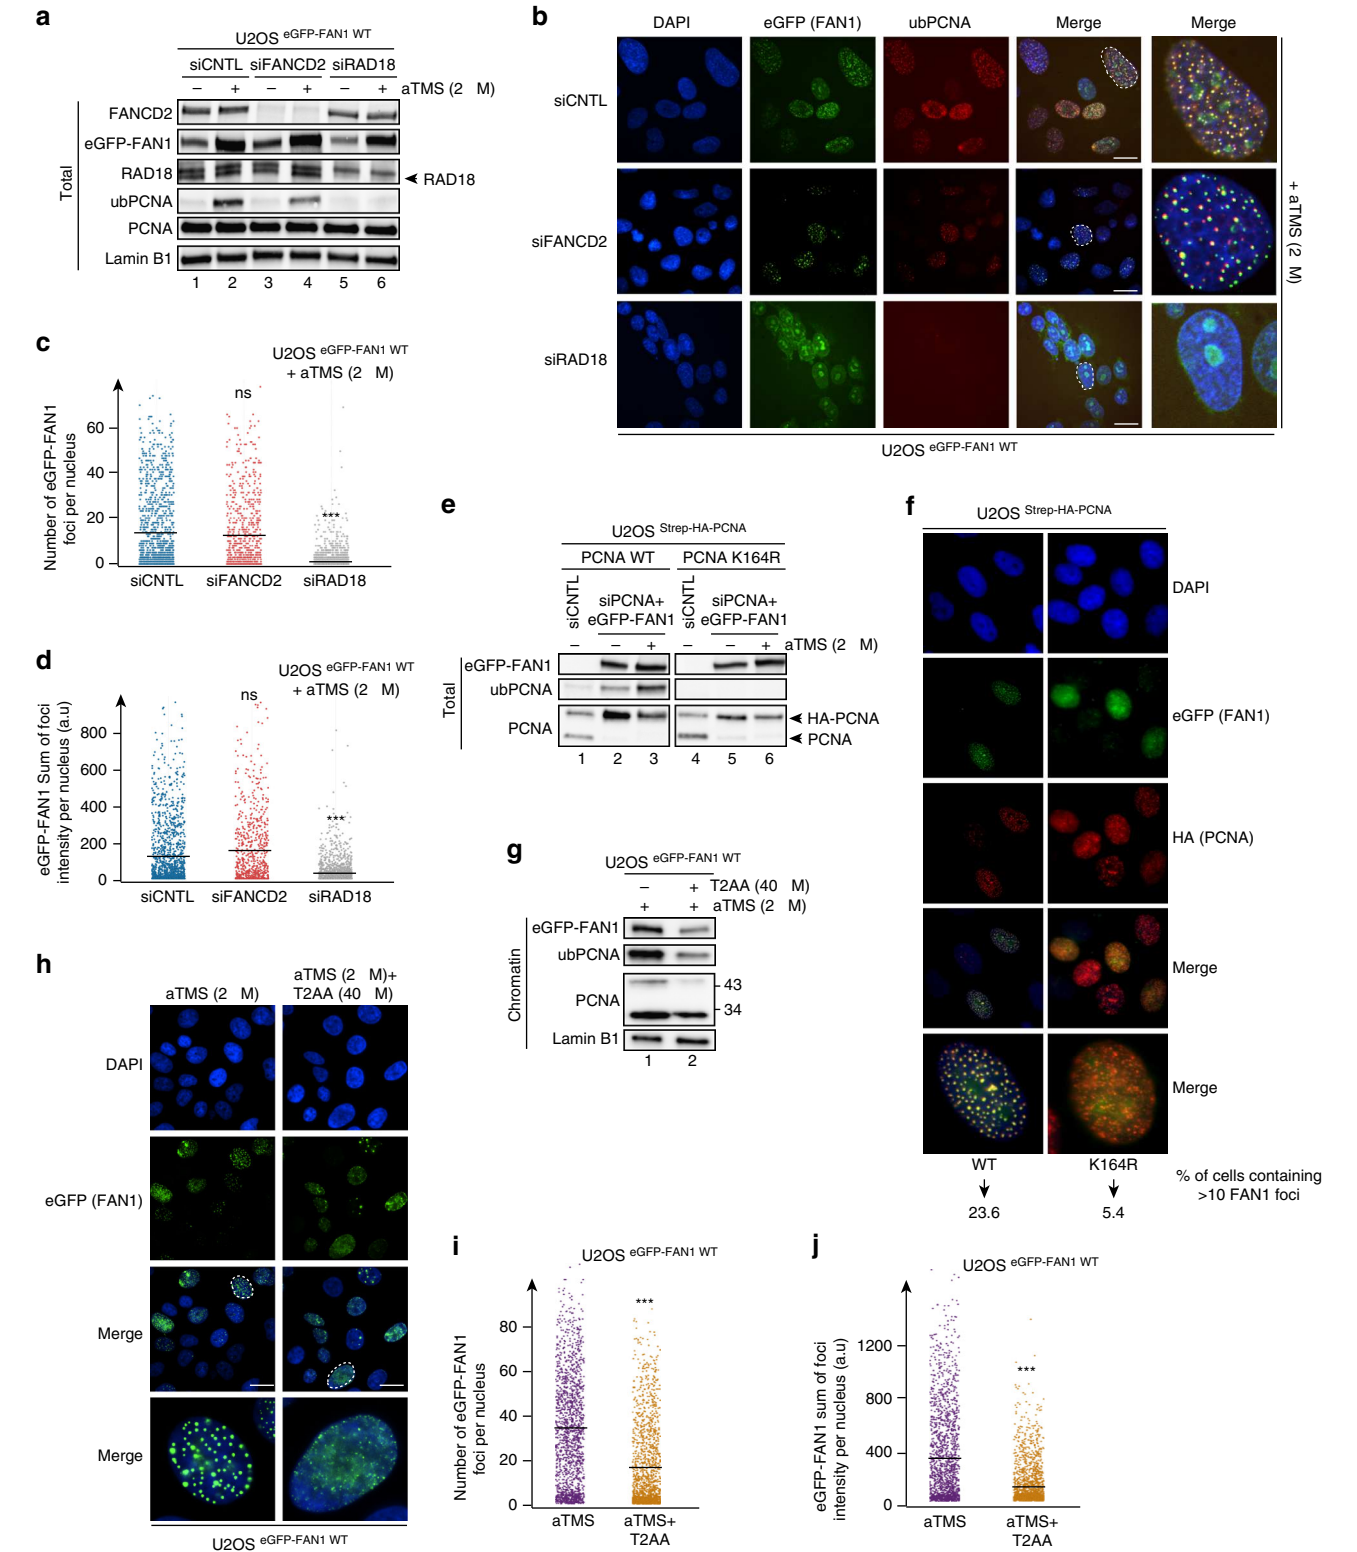 a
U2OS eGFP-FAN1 WT
siCNTL siFANCD2 siRAD18
– + – + – + aTMS (2 M)
Total
FANCD2
eGFP-FAN1
RAD18
RAD18
ubPCNA
PCNA
Lamin B1
1 2 3 4 5 6
b
DAPI eGFP (FAN1) ubPCNA Merge Merge
siCNTL
siFANCD2
siRAD18
+ aTMS (2 M)
U2OS eGFP-FAN1 WT
c
U2OS eGFP-FAN1 WT
+ aTMS (2 M)
Number of eGFP-FAN1
foci per nucleus
60
40
20
0
ns
***
siCNTL siFANCD2 siRAD18
d
U2OS eGFP-FAN1 WT
+ aTMS (2 M)
eGFP-FAN1 Sum of foci
intensity per nucleus (a.u)
800
600
400
200
0
ns
***
siCNTL siFANCD2 siRAD18
e
U2OS Strep-HA-PCNA
PCNA WT PCNA K164R
siCNTL
siPCNA+
eGFP-FAN1
siCNTL
siPCNA+
eGFP-FAN1
– – + – – + aTMS (2 M)
Total
eGFP-FAN1
ubPCNA
PCNA
HA-PCNA
PCNA
1 2 3 4 5 6
f
U2OS Strep-HA-PCNA
DAPI
eGFP (FAN1)
HA (PCNA)
Merge
Merge
WT K164R
% of cells containing
>10 FAN1 foci
23.6 5.4
g
U2OS eGFP-FAN1 WT
– + T2AA (40 M)
+ + aTMS (2 M)
Chromatin
eGFP-FAN1
ubPCNA
PCNA
43
34
Lamin B1
1 2
h
aTMS (2 M)
aTMS (2 M)+
T2AA (40 M)
DAPI
eGFP (FAN1)
Merge
Merge
U2OS eGFP-FAN1 WT
i
U2OS eGFP-FAN1 WT
Number of eGFP-FAN1
foci per nucleus
80
60
40
20
0
***
aTMS aTMS+
T2AA
j
U2OS eGFP-FAN1 WT
eGFP-FAN1 sum of foci
intensity per nucleus (a.u)
1200
800
400
0
***
aTMS aTMS+
T2AA